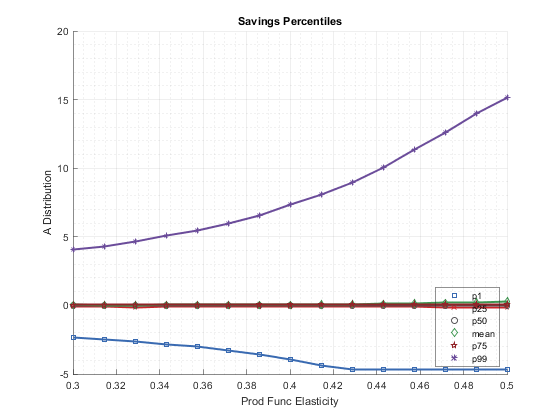 Savings Percentiles
20
15
10
5
0
-5
A Distribution
0.3 0.32 0.34 0.36 0.38 0.4 0.42 0.44 0.46 0.48 0.5
Prod Func Elasticity
p1
p25
p50
mean
p75
p99